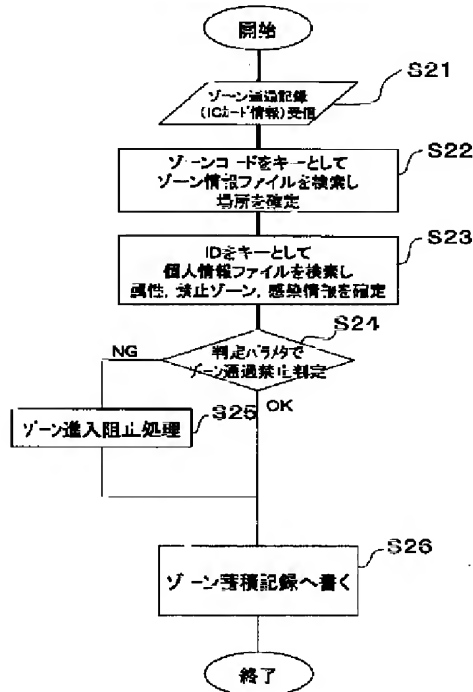 開始
S21
ゾーン通過記録
(ICカード情報)受信
S22
ゾーンコードをキーとして
ゾーン情報ファイルを検索し
場所を確定
S23
IDをキーとして
個人情報ファイルを検索し
属性,禁止ゾーン,感染情報を確定
S24
判定パラメタで
ゾーン通過禁止判定
NG
OK
S25
ゾーン進入阻止処理
S26
ゾーン蓄積記録へ書く
終了